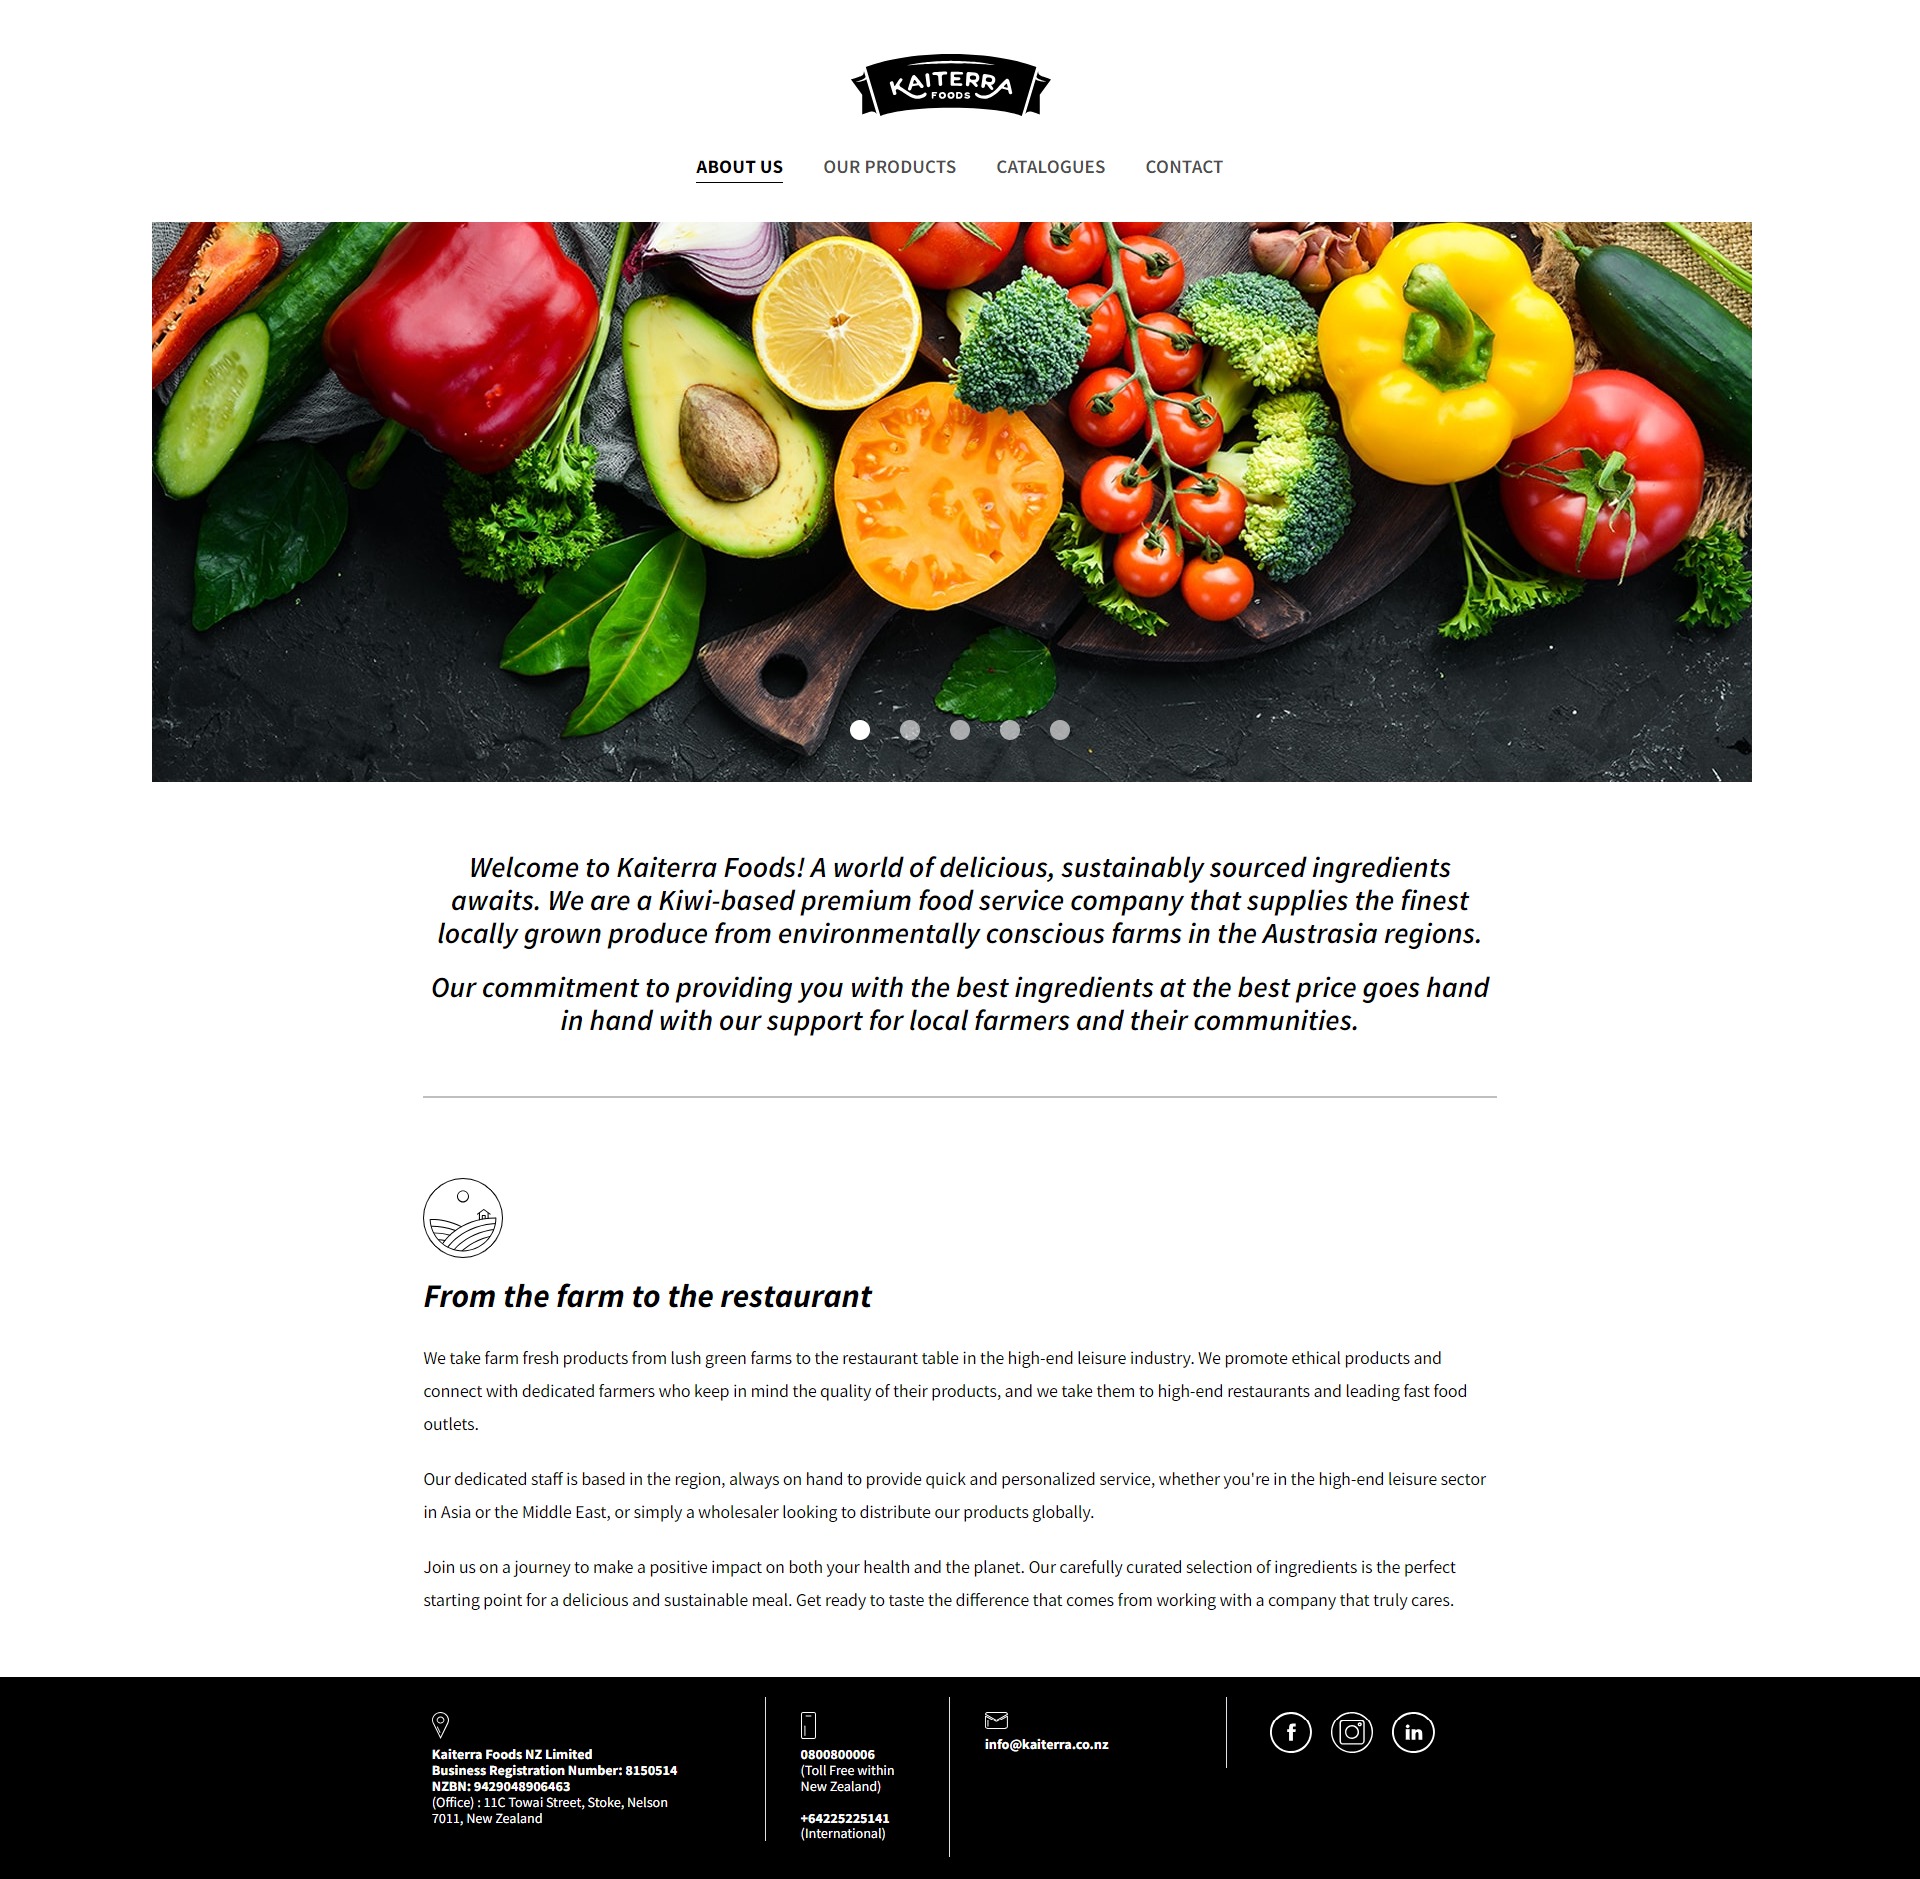 KAITERRA
FOODS
ABOUT US OUR PRODUCTS CATALOGUES CONTACT
Welcome to Kaiterra Foods! A world of delicious, sustainably sourced ingredients
awaits. We are a Kiwi-based premium food service company that supplies the finest
locally grown produce from environmentally conscious farms in the Austrasia regions.
Our commitment to providing you with the best ingredients at the best price goes hand
in hand with our support for local farmers and their communities.
From the farm to the restaurant
We take farm fresh products from lush green farms to the restaurant table in the high-end leisure industry. We promote ethical products and
connect with dedicated farmers who keep in mind the quality of their products, and we take them to high-end restaurants and leading fast food
outlets.
Our dedicated staff is based in the region, always on hand to provide quick and personalized service, whether you're in the high-end leisure sector
in Asia or the Middle East, or simply a wholesaler looking to distribute our products globally.
Join us on a journey to make a positive impact on both your health and the planet. Our carefully curated selection of ingredients is the perfect
starting point for a delicious and sustainable meal. Get ready to taste the difference that comes from working with a company that truly cares.
Kaiterra Foods NZ Limited
Business Registration Number: 8150514
NZBN: 9429048906463
(Office) : 11C Towai Street, Stoke, Nelson
7011, New Zealand
0800800006
(Toll Free within
New Zealand)
+64225225141
(International)
info@kaiterra.co.nz
f
in